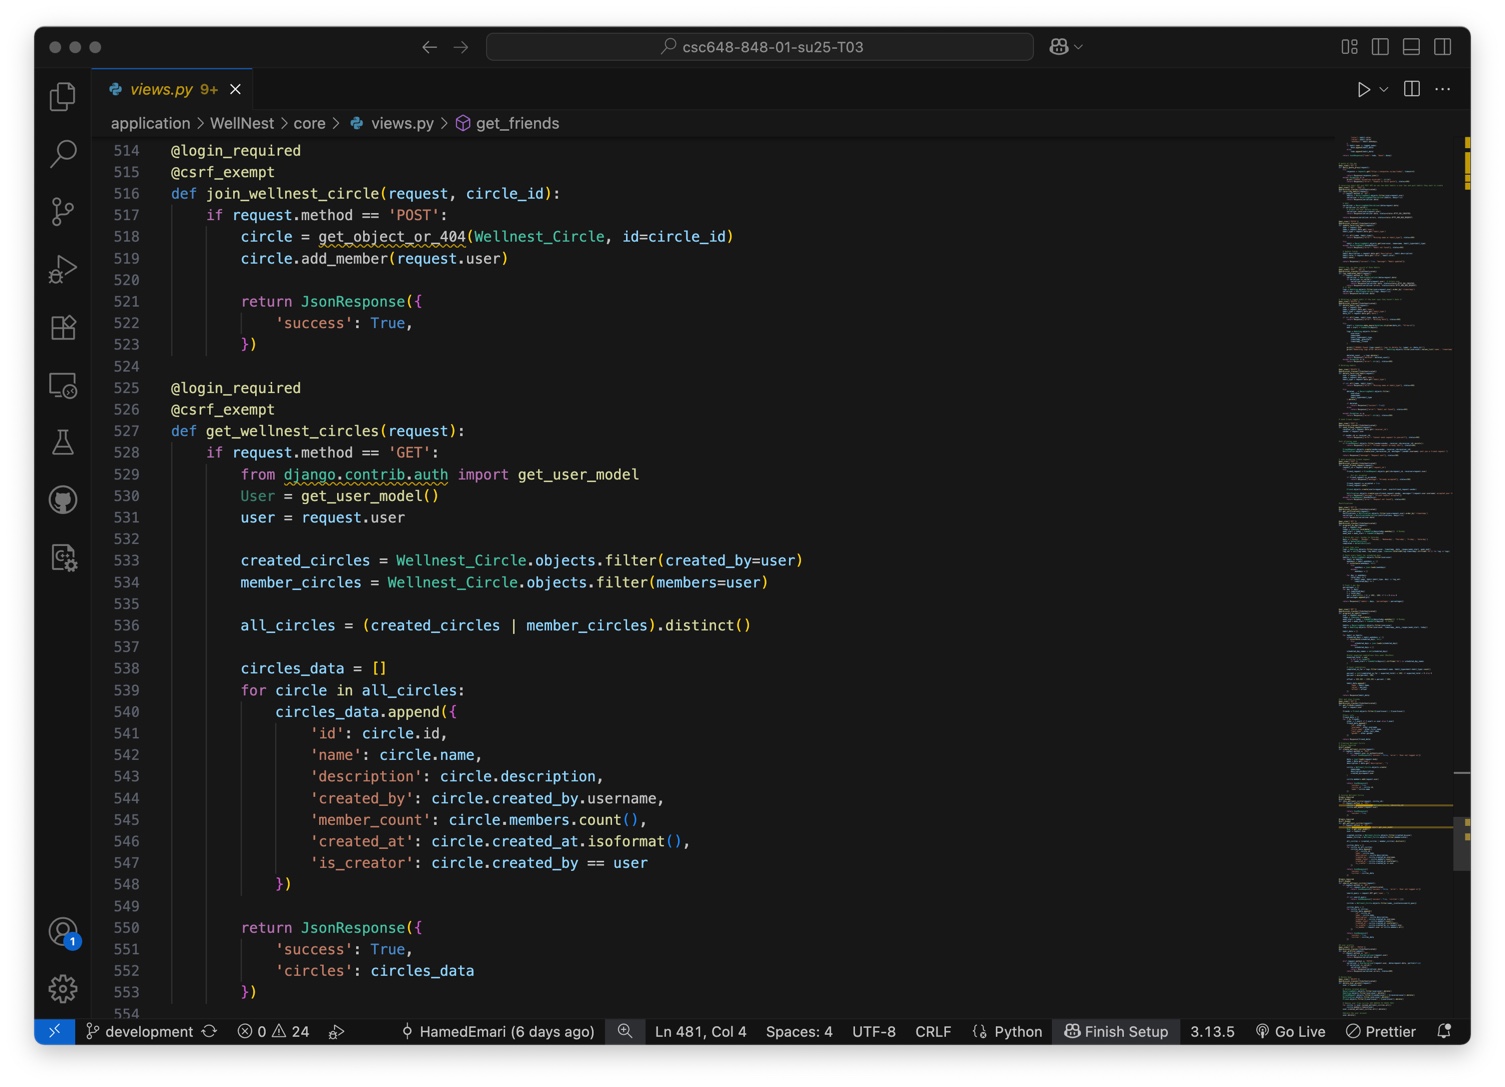 csc648-848-01-su25-T03
views.py 9+
application > WellNest > core > views.py > get_friends
514 @login_required
515 @csrf_exempt
516 def join_wellnest_circle(request, circle_id):
517 if request.method == 'POST':
518 circle = get_object_or_404(Wellnest_Circle, id=circle_id)
519 circle.add_member(request.user)
520
521 return JsonResponse({
522 'success': True,
523 })
524
525 @login_required
526 @csrf_exempt
527 def get_wellnest_circles(request):
528 if request.method == 'GET':
529 from django.contrib.auth import get_user_model
530 User = get_user_model()
531 user = request.user
532
533 created_circles = Wellnest_Circle.objects.filter(created_by=user)
534 member_circles = Wellnest_Circle.objects.filter(members=user)
535
536 all_circles = (created_circles | member_circles).distinct()
537
538 circles_data = []
539 for circle in all_circles:
540 circles_data.append({
541 'id': circle.id,
542 'name': circle.name,
543 'description': circle.description,
544 'created_by': circle.created_by.username,
545 'member_count': circle.members.count(),
546 'created_at': circle.created_at.isoformat(),
547 'is_creator': circle.created_by == user
548 })
549
550 return JsonResponse({
551 'success': True,
552 'circles': circles_data
553 })
554
1
development 0 24 HamedEmari (6 days ago) Ln 481, Col 4 Spaces: 4 UTF-8 CRLF Python Finish Setup 3.13.5 Go Live Prettier